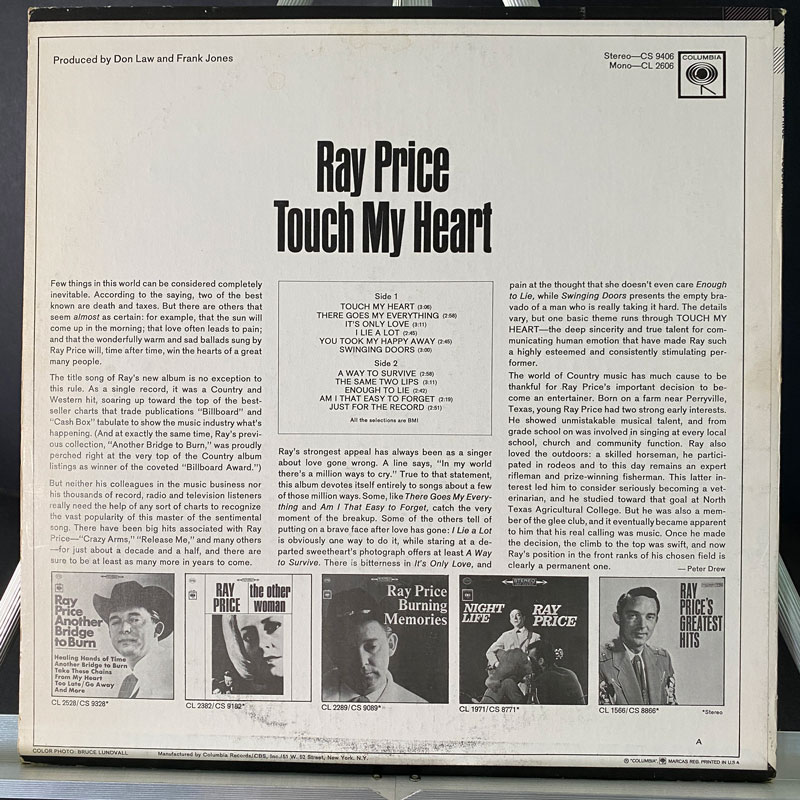 Produced by Don Law and Frank Jones
Stereo—CS 9406
Mono—CL 2606
COLUMBIA
Ray Price
Touch My Heart
Few things in this world can be considered completely
inevitable. According to the saying, two of the best
known are death and taxes. But there are others that
seem almost as certain: for example, that the sun will
come up in the morning; that love often leads to pain;
and that the wonderfully warm and sad ballads sung by
Ray Price will, time after time, win the hearts of a great
many people.
The title song of Ray's new album is no exception to
this rule. As a single record, it was a Country and
Western hit, soaring up toward the top of the best-
seller charts that trade publications "Billboard" and
"Cash Box" tabulate to show the music industry what's
happening. (And at exactly the same time, Ray's previ-
ous collection, "Another Bridge to Burn," was proudly
perched right at the very top of the Country album
listings as winner of the coveted "Billboard Award.")
But neither his colleagues in the music business nor
his thousands of record, radio and television listeners
really need the help of any sort of charts to recognize
the vast popularity of this master of the sentimental
song. There have been big hits associated with Ray
Price—"Crazy Arms," "Release Me," and many others
—for just about a decade and a half, and there are
sure to be at least as many more in years to come.
Side 1
TOUCH MY HEART (3:06)
THERE GOES MY EVERYTHING (2:58)
IT'S ONLY LOVE (3:11)
I LIE A LOT (2:45)
YOU TOOK MY HAPPY AWAY (2:45)
SWINGING DOORS (3:00)
Side 2
A WAY TO SURVIVE (2:58)
THE SAME TWO LIPS (3:11)
ENOUGH TO LIE (2:42)
AM I THAT EASY TO FORGET (2:19)
JUST FOR THE RECORD (2:51)
All the selections are BMI
Ray's strongest appeal has always been as a singer
about love gone wrong. A line says, "In my world
there's a million ways to cry." True to that statement,
this album devotes itself entirely to songs about a few
of those million ways. Some, like There Goes My Every-
thing and Am I That Easy to Forget, catch the very
moment of the breakup. Some of the others tell of
putting on a brave face after love has gone: I Lie a Lot
is obviously one way to do it, while staring at a de-
parted sweetheart's photograph offers at least A Way
to Survive. There is bitterness in It's Only Love, and
pain at the thought that she doesn't even care Enough
to Lie, while Swinging Doors presents the empty bra-
vado of a man who is really taking it hard. The details
vary, but one basic theme runs through TOUCH MY
HEART—the deep sincerity and true talent for com-
municating human emotion that have made Ray such
a highly esteemed and consistently stimulating per-
former.
The world of Country music has much cause to be
thankful for Ray Price's important decision to be-
come an entertainer. Born on a farm near Perryville,
Texas, young Ray Price had two strong early interests.
He showed unmistakable musical talent, and from
grade school on was involved in singing at every local
school, church and community function. Ray also
loved the outdoors: a skilled horseman, he partici-
pated in rodeos and to this day remains an expert
rifleman and prize-winning fisherman. This latter in-
terest led him to consider seriously becoming a vet-
erinarian, and he studied toward that goal at North
Texas Agricultural College. But he was also a mem-
ber of the glee club, and it eventually became apparent
to him that his real calling was music. Once he made
the decision, the climb to the top was swift, and now
Ray's position in the front ranks of his chosen field is
clearly a permanent one.
— Peter Drew
Ray
Price
Another
Bridge
to Burn
Healing Hands of Time
Another Bridge to Burn
Take These Chains
From My Heart
Too Late/Go Away
And More
CL 2528/CS 9328*
RAY
PRICE
the other
woman
CL 2382/CS 9182*
Ray Price
Burning
Memories
CL 2289/CS 9089*
STEREO
NIGHT
LIFE
RAY
PRICE
CL 1971/CS 8771*
RAY
PRICE'S
GREATEST
HITS
CL 1566/CS 8866*
*Stereo
A
COLOR PHOTO: BRUCE LUNDVALL
Manufactured by Columbia Records/CBS, Inc./51 W. 52 Street, New York, N.Y.
® "COLUMBIA", MARCAS REG. PRINTED IN U.S.A